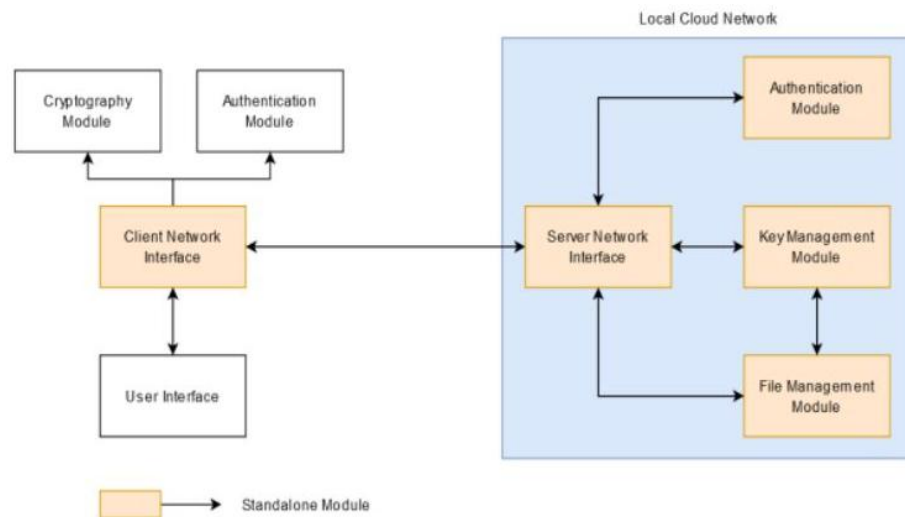 Local Cloud Network
Cryptography
Module
Authentication
Module
Authentication
Module
Client Network
Interface
Server Network
Interface
Key Management
Module
User Interface
File Management
Module
Standalone Module